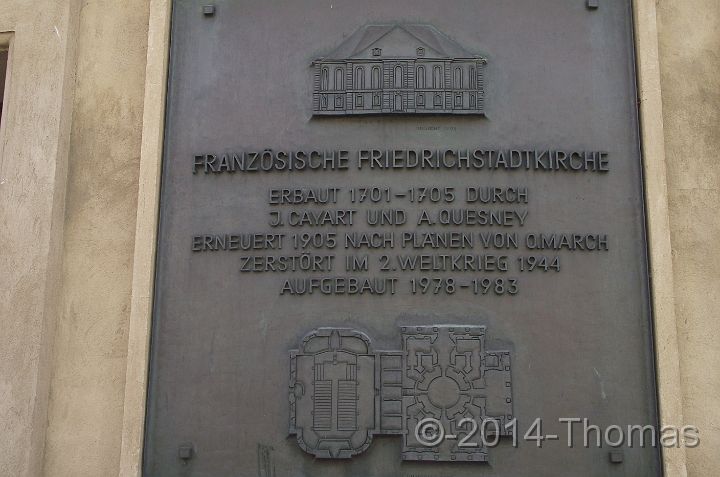 FRANZÖSISCHE FRIEDRICHSTADTKIRCHE
ERBAUT 1701-1705 DURCH
J. CAYART UND A. QUESNEY
ERNEUERT 1905 NACH PLÄNEN VON O. MARCH
ZERSTÖRT IM 2. WELTKRIEG 1944
AUFGEBAUT 1978-1983
©-2014-Thomas